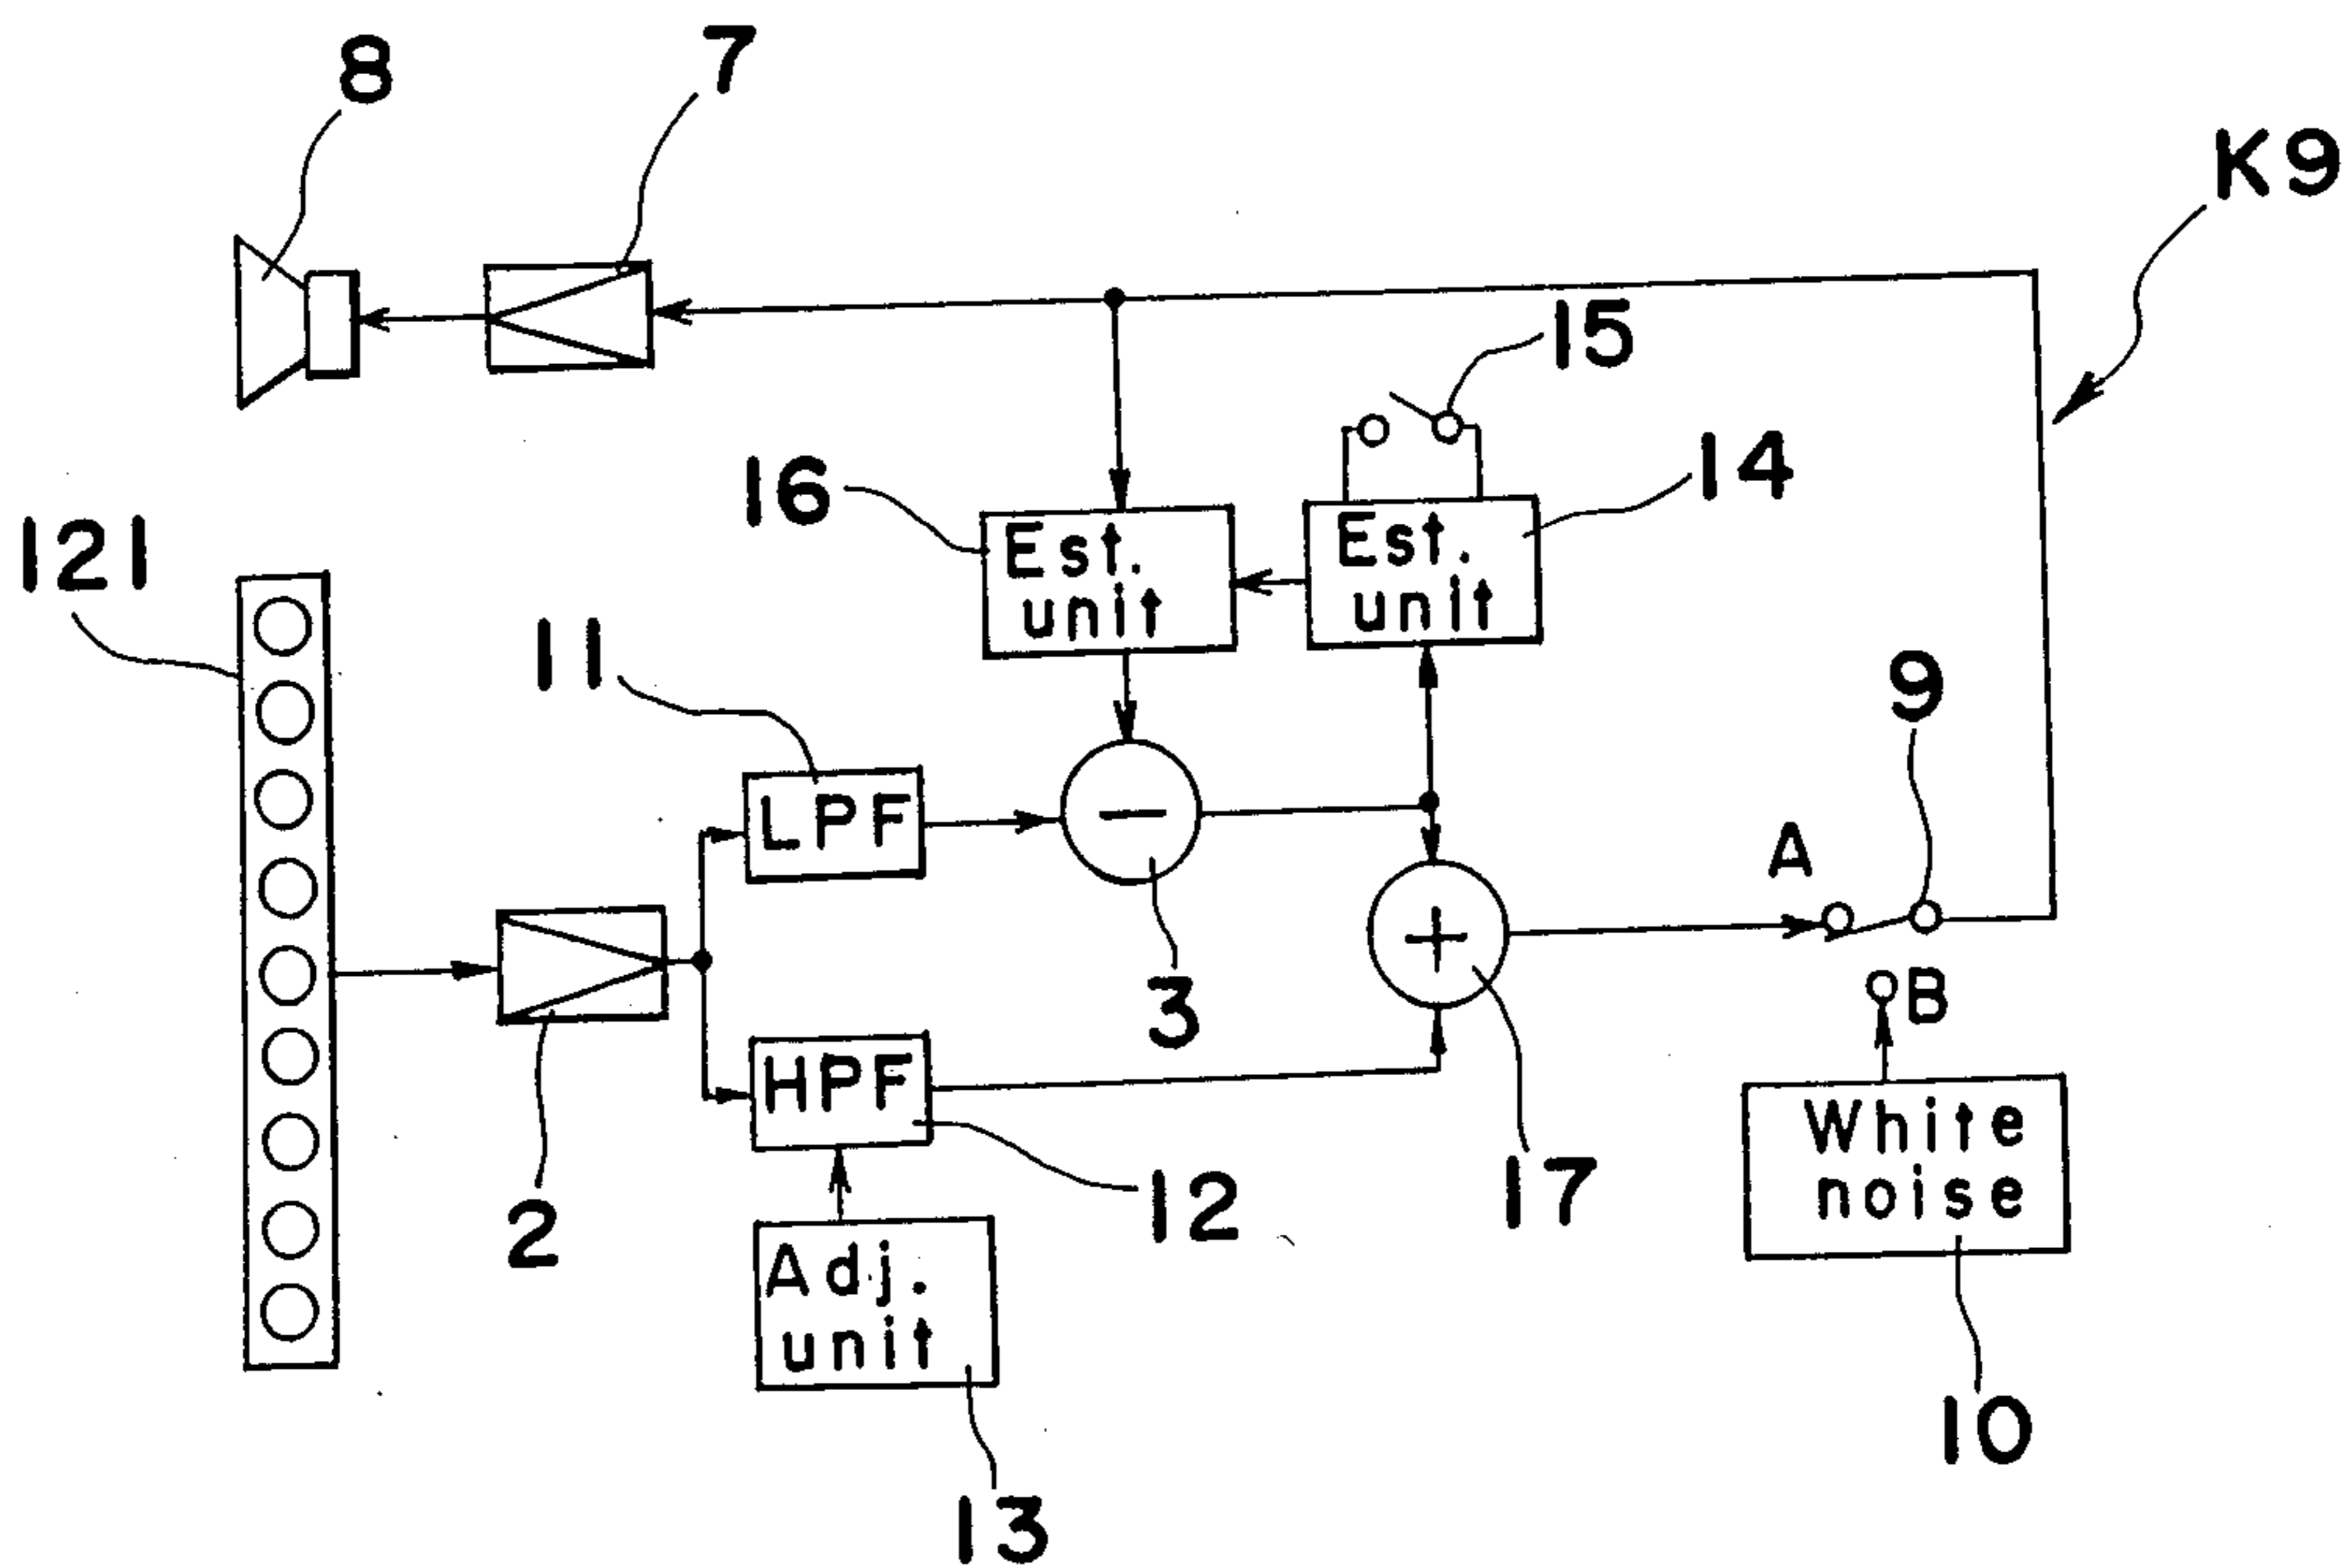 8
7
K9
15
14
16
Est.
unit
Est.
unit
121
11
9
LPF
A
3
B
HPF
White
noise
12
17
2
Adj.
unit
10
13